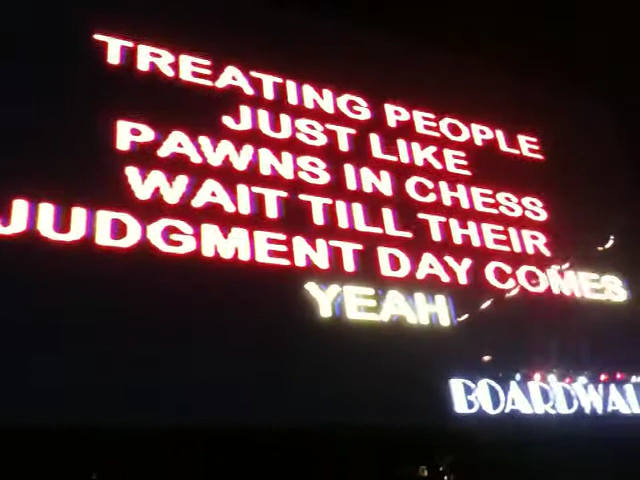 TREATING PEOPLE
JUST LIKE
PAWNS IN CHESS
WAIT TILL THEIR
JUDGMENT DAY COMES
YEAH